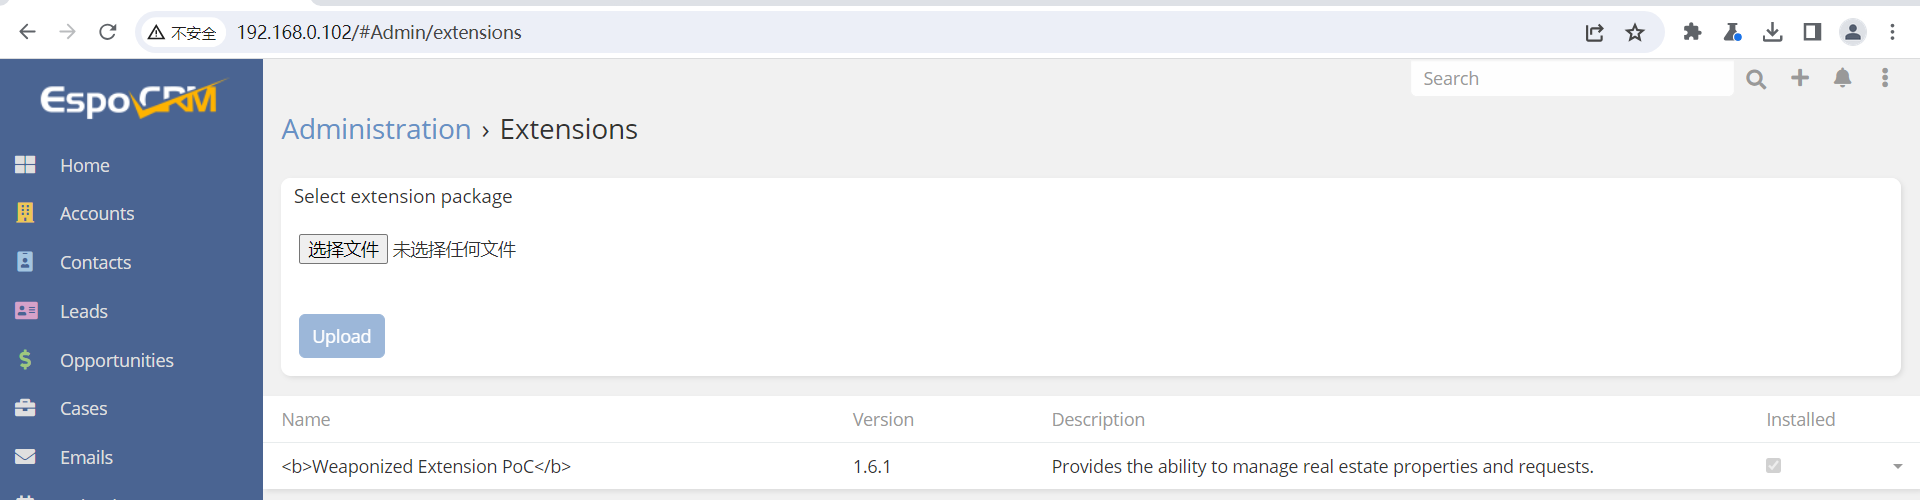 不安全 192.168.0.102/#Admin/extensions
EspoCRM
Search
Administration › Extensions
Home
Select extension package
Accounts
选择文件 未选择任何文件
Contacts
Leads
Upload
Opportunities
Cases
Name Version Description Installed
Emails
<b>Weaponized Extension PoC</b> 1.6.1 Provides the ability to manage real estate properties and requests.